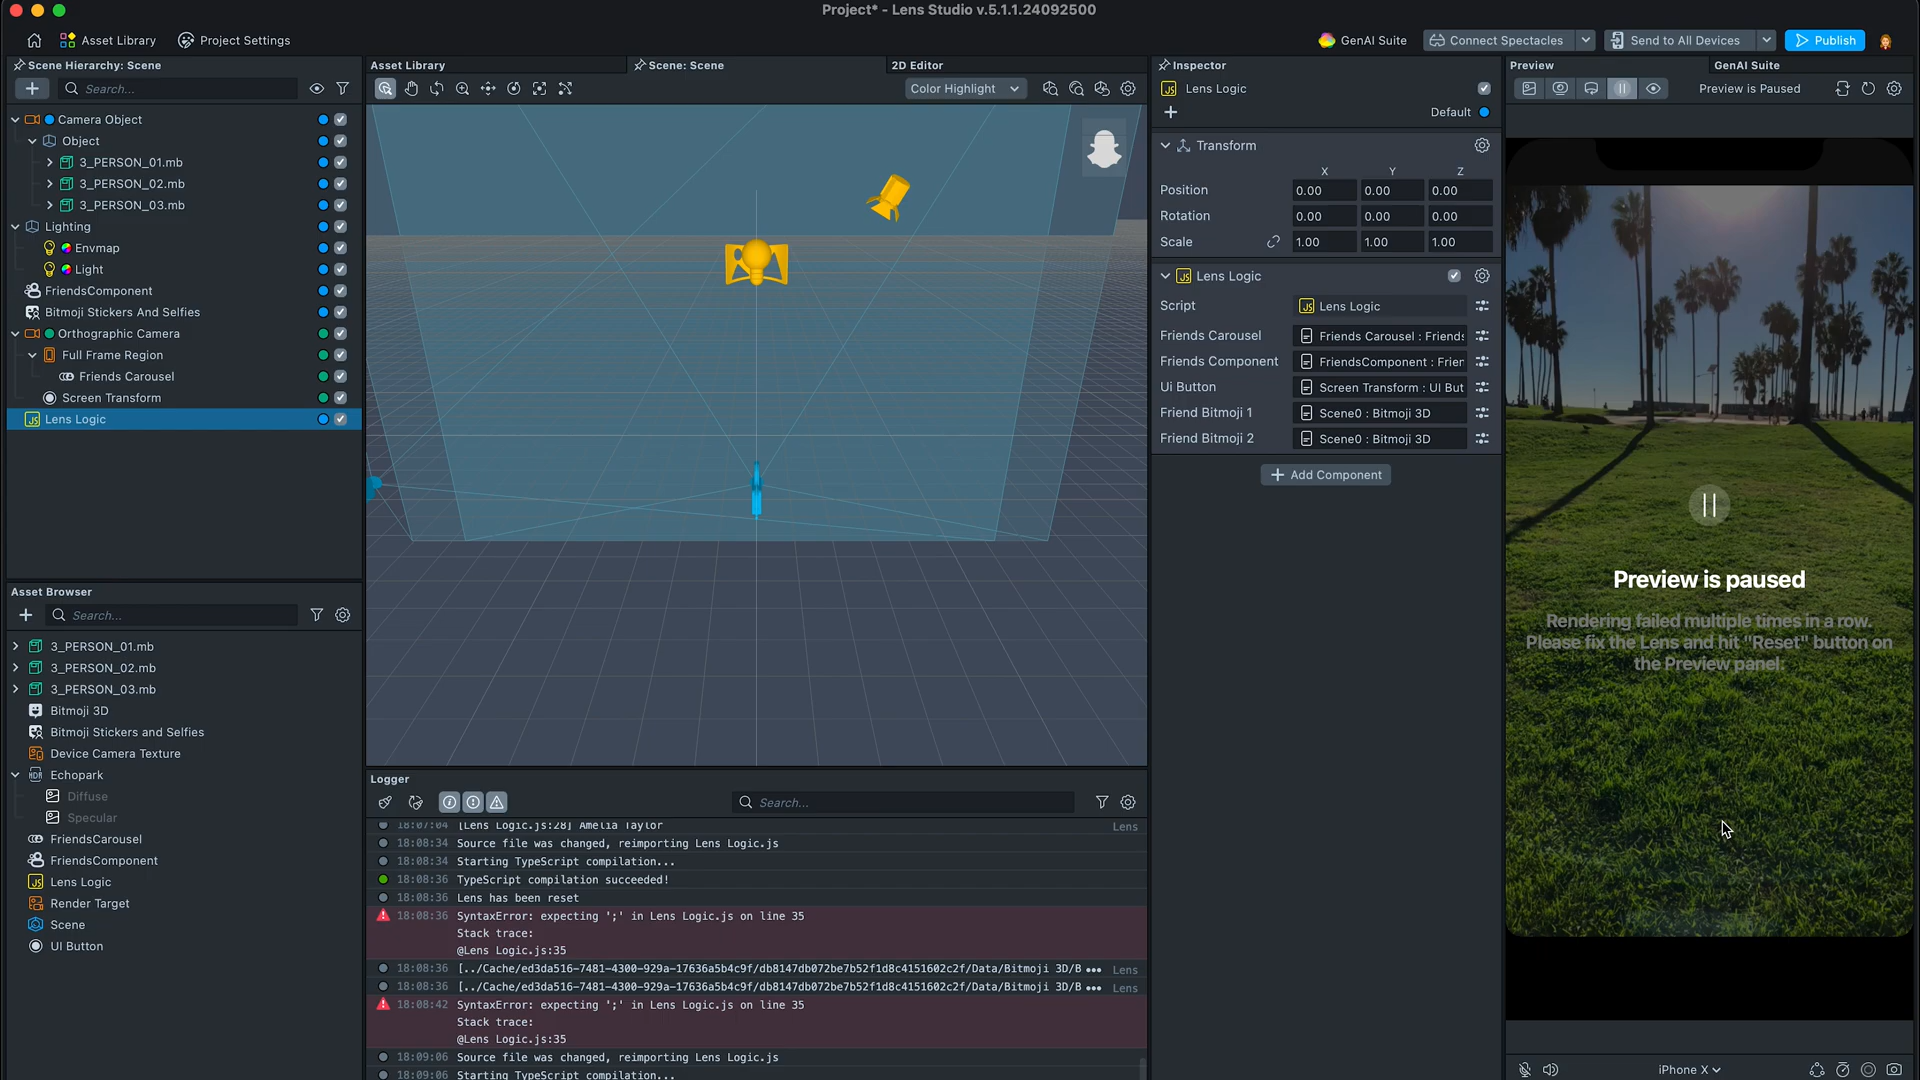 Project* - Lens Studio v.5.1.1.24092500
Asset Library
Project Settings
GenAI Suite
Connect Spectacles
Send to All Devices
Publish
Scene Hierarchy: Scene
Search...
Camera Object
Object
3_PERSON_01.mb
3_PERSON_02.mb
3_PERSON_03.mb
Lighting
Envmap
Light
FriendsComponent
Bitmoji Stickers And Selfies
Orthographic Camera
Full Frame Region
Friends Carousel
Screen Transform
Lens Logic
Asset Browser
Search...
3_PERSON_01.mb
3_PERSON_02.mb
3_PERSON_03.mb
Bitmoji 3D
Bitmoji Stickers and Selfies
Device Camera Texture
HDR Echopark
Diffuse
Specular
FriendsCarousel
FriendsComponent
JS Lens Logic
Render Target
Scene
UI Button
Asset Library
Scene: Scene
2D Editor
Color Highlight
Logger
Search...
18:07:04 [Lens Logic.js:28] Amelia Taylor Lens
18:08:34 Source file was changed, reimporting Lens Logic.js
18:08:34 Starting TypeScript compilation...
18:08:36 TypeScript compilation succeeded!
18:08:36 Lens has been reset
18:08:36 SyntaxError: expecting ';' in Lens Logic.js on line 35
Stack trace:
@Lens Logic.js:35
18:08:36 [../Cache/ed3da516-7481-4300-929a-17636a5b4c9f/db8147db072be7b52f1d8c4151602c2f/Data/Bitmoji 3D/B ••• Lens
18:08:36 [../Cache/ed3da516-7481-4300-929a-17636a5b4c9f/db8147db072be7b52f1d8c4151602c2f/Data/Bitmoji 3D/B ••• Lens
18:08:42 SyntaxError: expecting ';' in Lens Logic.js on line 35
Stack trace:
@Lens Logic.js:35
18:09:06 Source file was changed, reimporting Lens Logic.js
18:09:06 Starting TypeScript compilation...
Inspector
JS Lens Logic
Default
Transform
X Y Z
Position 0.00 0.00 0.00
Rotation 0.00 0.00 0.00
Scale 1.00 1.00 1.00
JS Lens Logic
Script JS Lens Logic
Friends Carousel Friends Carousel : Friends
Friends Component FriendsComponent : Frien
Ui Button Screen Transform : UI But
Friend Bitmoji 1 Scene0 : Bitmoji 3D
Friend Bitmoji 2 Scene0 : Bitmoji 3D
Add Component
Preview
GenAI Suite
Preview is Paused
Preview is paused
Rendering failed multiple times in a row.
Please fix the Lens and hit "Reset" button on
the Preview panel:
iPhone X